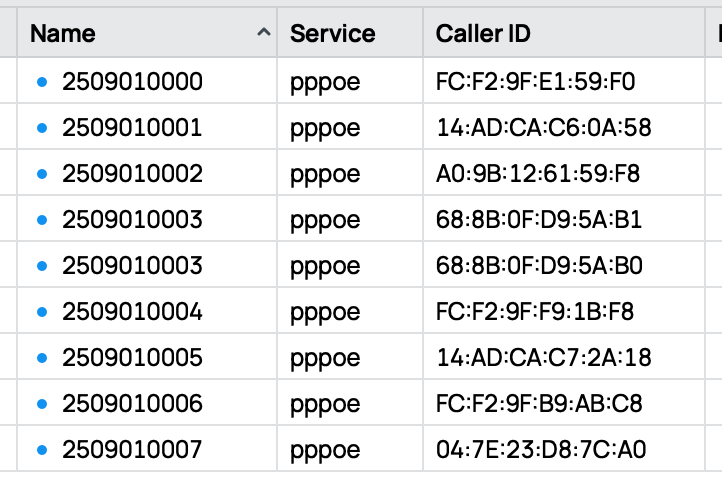 Name Service Caller ID
2509010000 pppoe FC:F2:9F:E1:59:F0
2509010001 pppoe 14:AD:CA:C6:0A:58
2509010002 pppoe A0:9B:12:61:59:F8
2509010003 pppoe 68:8B:0F:D9:5A:B1
2509010003 pppoe 68:8B:0F:D9:5A:B0
2509010004 pppoe FC:F2:9F:F9:1B:F8
2509010005 pppoe 14:AD:CA:C7:2A:18
2509010006 pppoe FC:F2:9F:B9:AB:C8
2509010007 pppoe 04:7E:23:D8:7C:A0